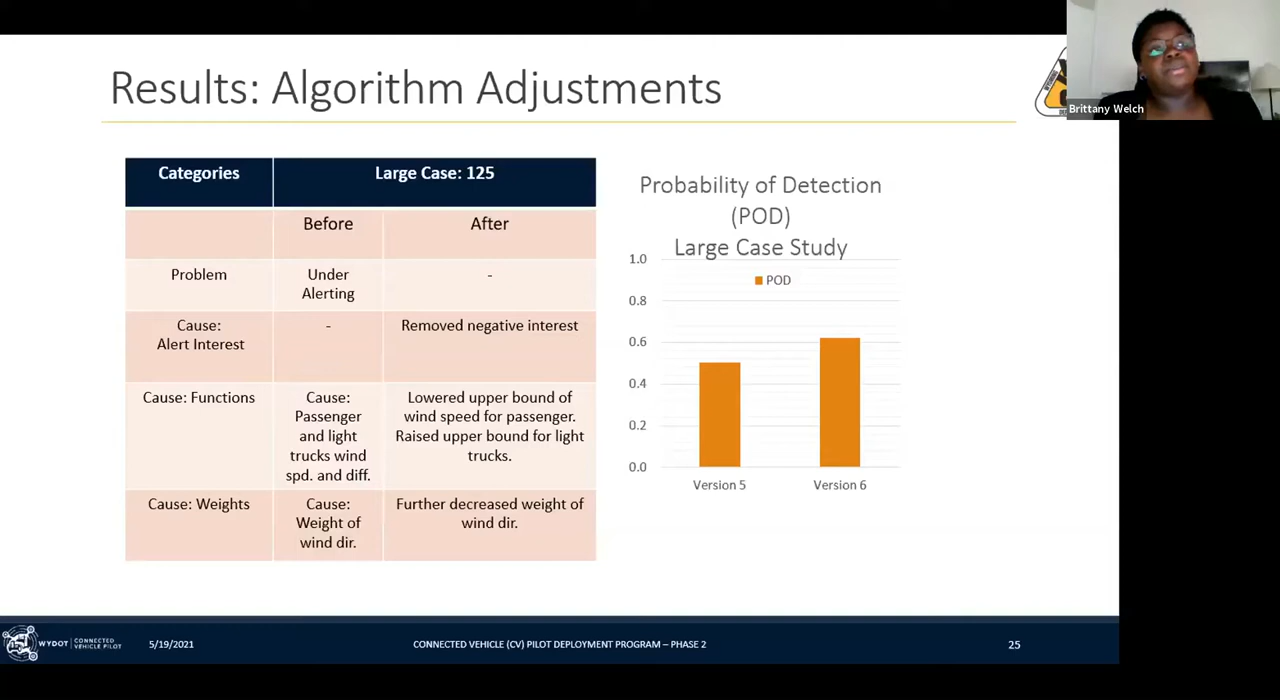 Results: Algorithm Adjustments
Brittany Welch
Categories
Large Case: 125
Before
After
Problem
Under
Alerting
-
Cause:
Alert Interest
-
Removed negative interest
Cause: Functions
Cause:
Passenger
and light
trucks wind
spd. and diff.
Lowered upper bound of
wind speed for passenger.
Raised upper bound for light
trucks.
Cause: Weights
Cause:
Weight of
wind dir.
Further decreased weight of
wind dir.
Probability of Detection
(POD)
Large Case Study
POD
1.0
0.8
0.6
0.4
0.2
0.0
Version 5
Version 6
WYDOT
CONNECTED
VEHICLE PILOT
5/19/2021
CONNECTED VEHICLE (CV) PILOT DEPLOYMENT PROGRAM – PHASE 2
25